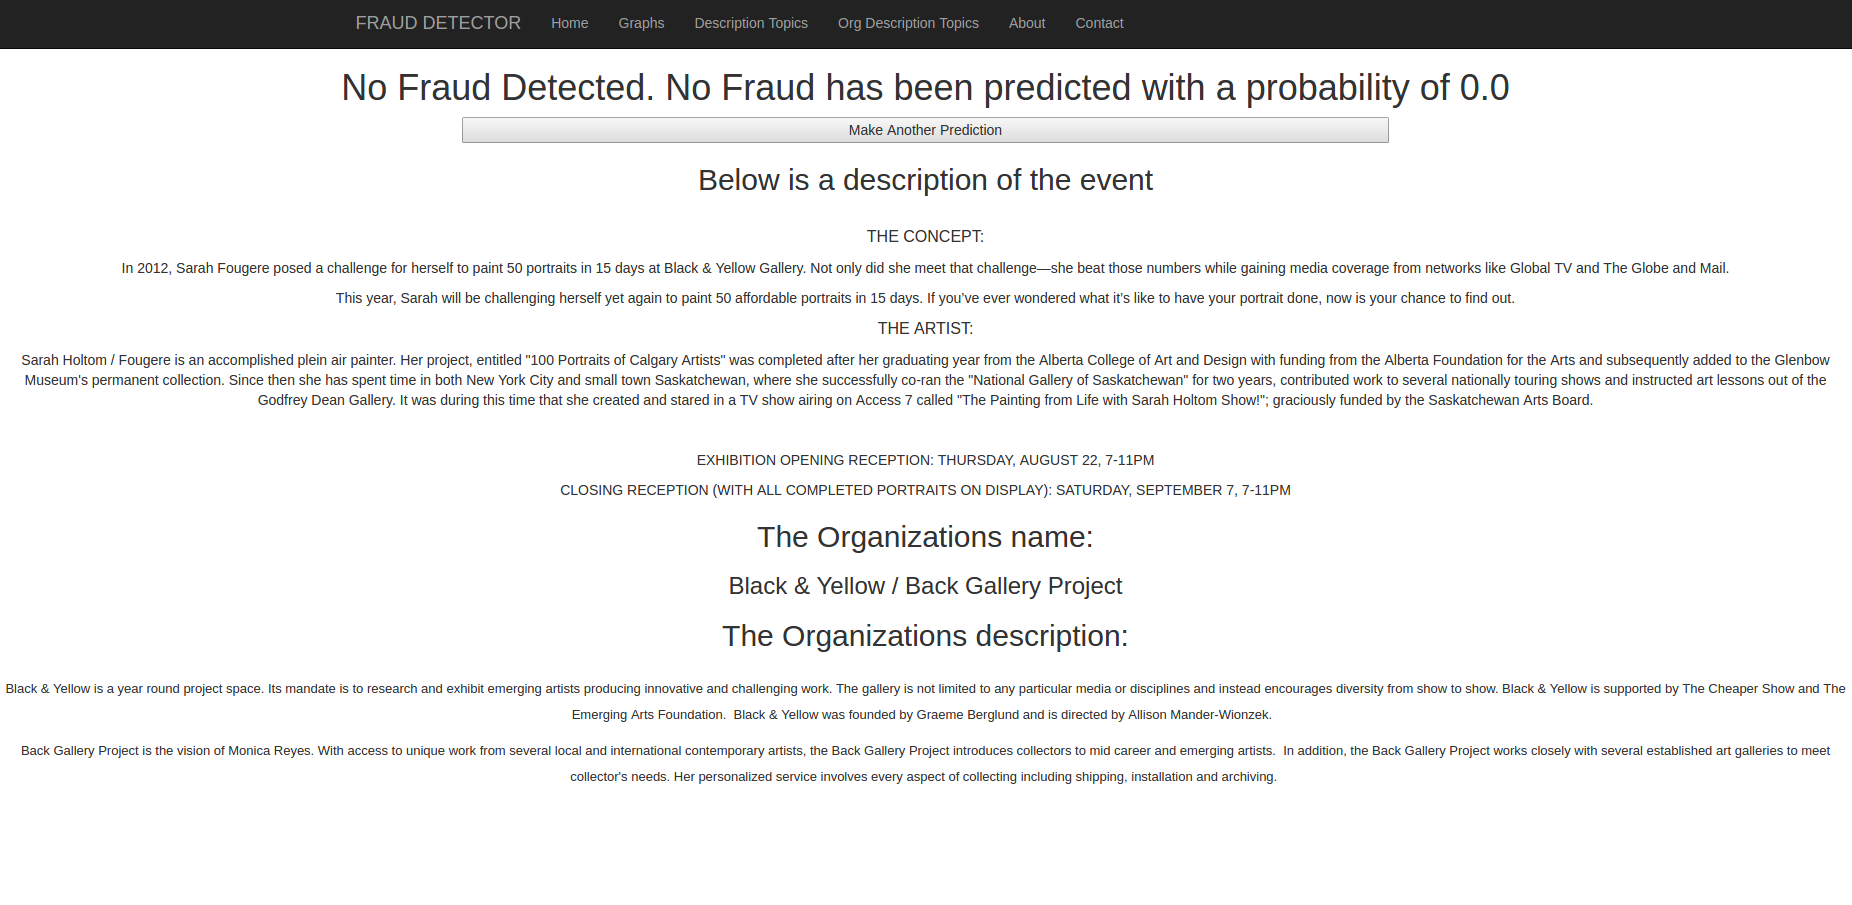 FRAUD DETECTOR Home Graphs Description Topics Org Description Topics About Contact
No Fraud Detected. No Fraud has been predicted with a probability of 0.0
Make Another Prediction
Below is a description of the event
THE CONCEPT:
In 2012, Sarah Fougere posed a challenge for herself to paint 50 portraits in 15 days at Black & Yellow Gallery. Not only did she meet that challenge—she beat those numbers while gaining media coverage from networks like Global TV and The Globe and Mail.
This year, Sarah will be challenging herself yet again to paint 50 affordable portraits in 15 days. If you’ve ever wondered what it’s like to have your portrait done, now is your chance to find out.
THE ARTIST:
Sarah Holtom / Fougere is an accomplished plein air painter. Her project, entitled "100 Portraits of Calgary Artists" was completed after her graduating year from the Alberta College of Art and Design with funding from the Alberta Foundation for the Arts and subsequently added to the Glenbow
Museum's permanent collection. Since then she has spent time in both New York City and small town Saskatchewan, where she successfully co-ran the "National Gallery of Saskatchewan" for two years, contributed work to several nationally touring shows and instructed art lessons out of the
Godfrey Dean Gallery. It was during this time that she created and stared in a TV show airing on Access 7 called "The Painting from Life with Sarah Holtom Show!"; graciously funded by the Saskatchewan Arts Board.
EXHIBITION OPENING RECEPTION: THURSDAY, AUGUST 22, 7-11PM
CLOSING RECEPTION (WITH ALL COMPLETED PORTRAITS ON DISPLAY): SATURDAY, SEPTEMBER 7, 7-11PM
The Organizations name:
Black & Yellow / Back Gallery Project
The Organizations description:
Black & Yellow is a year round project space. Its mandate is to research and exhibit emerging artists producing innovative and challenging work. The gallery is not limited to any particular media or disciplines and instead encourages diversity from show to show. Black & Yellow is supported by The Cheaper Show and The
Emerging Arts Foundation.  Black & Yellow was founded by Graeme Berglund and is directed by Allison Mander-Wionzek.
Back Gallery Project is the vision of Monica Reyes. With access to unique work from several local and international contemporary artists, the Back Gallery Project introduces collectors to mid career and emerging artists.  In addition, the Back Gallery Project works closely with several established art galleries to meet
collector's needs. Her personalized service involves every aspect of collecting including shipping, installation and archiving.